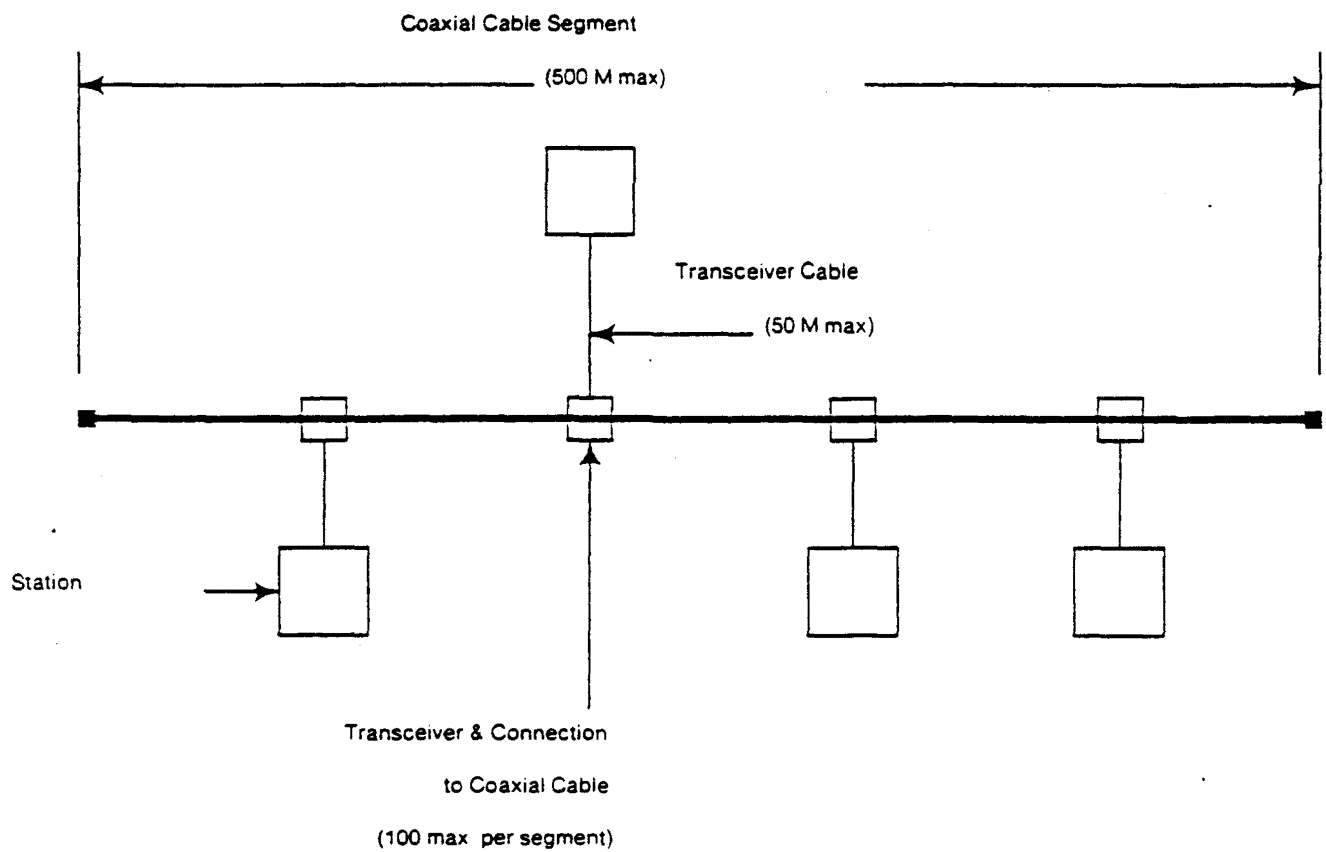 Coaxial Cable Segment
(500 M max)
Transceiver Cable
(50 M max)
Station
Transceiver & Connection
to Coaxial Cable
(100 max per segment)